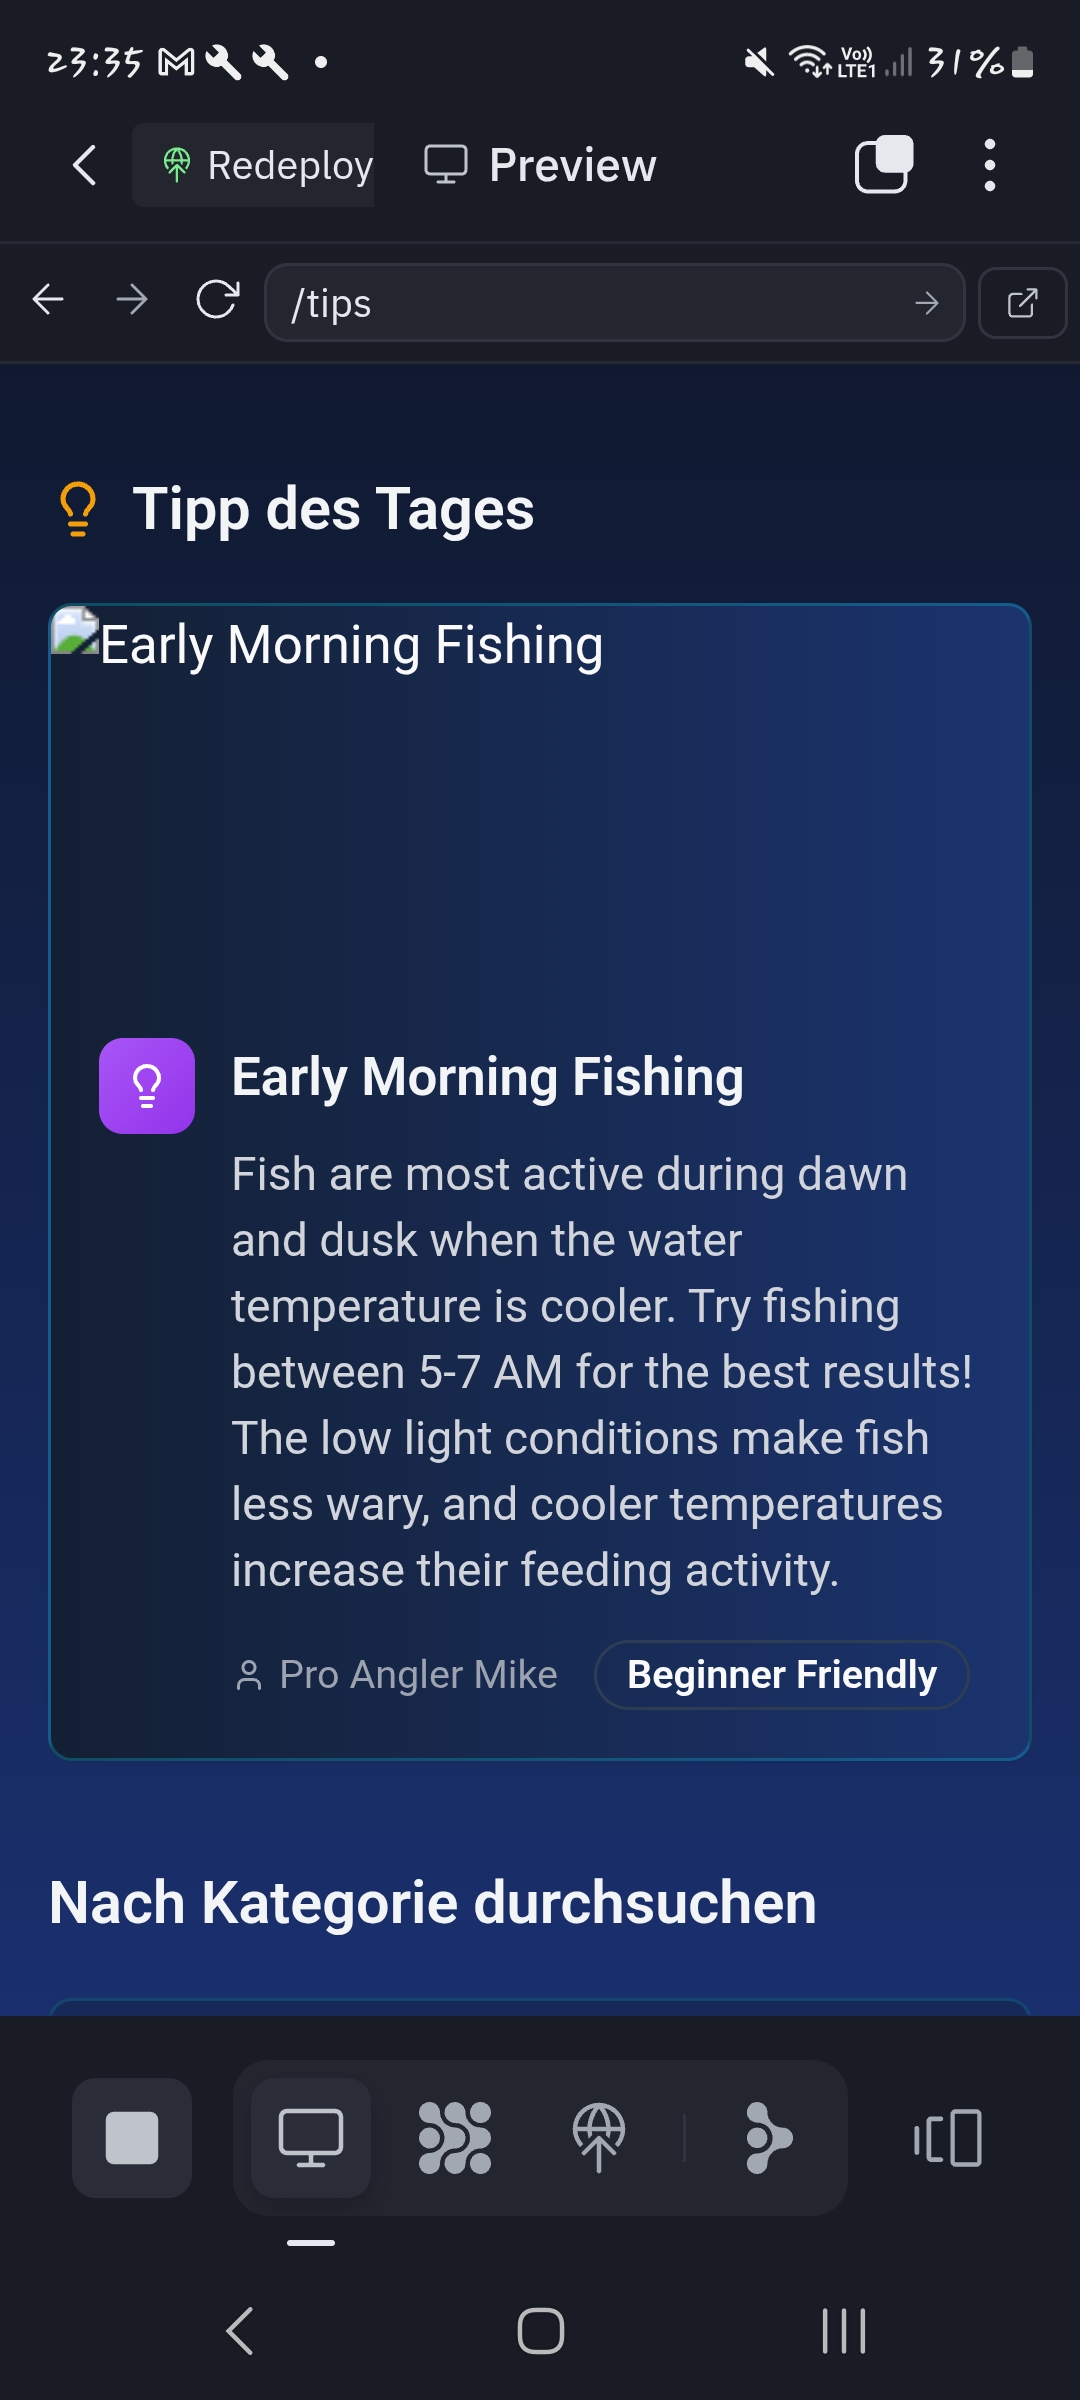 23:35
Vo)) LTE1 31%
Redeploy
Preview
/tips
Tipp des Tages
Early Morning Fishing
Early Morning Fishing
Fish are most active during dawn
and dusk when the water
temperature is cooler. Try fishing
between 5-7 AM for the best results!
The low light conditions make fish
less wary, and cooler temperatures
increase their feeding activity.
Pro Angler Mike
Beginner Friendly
Nach Kategorie durchsuchen